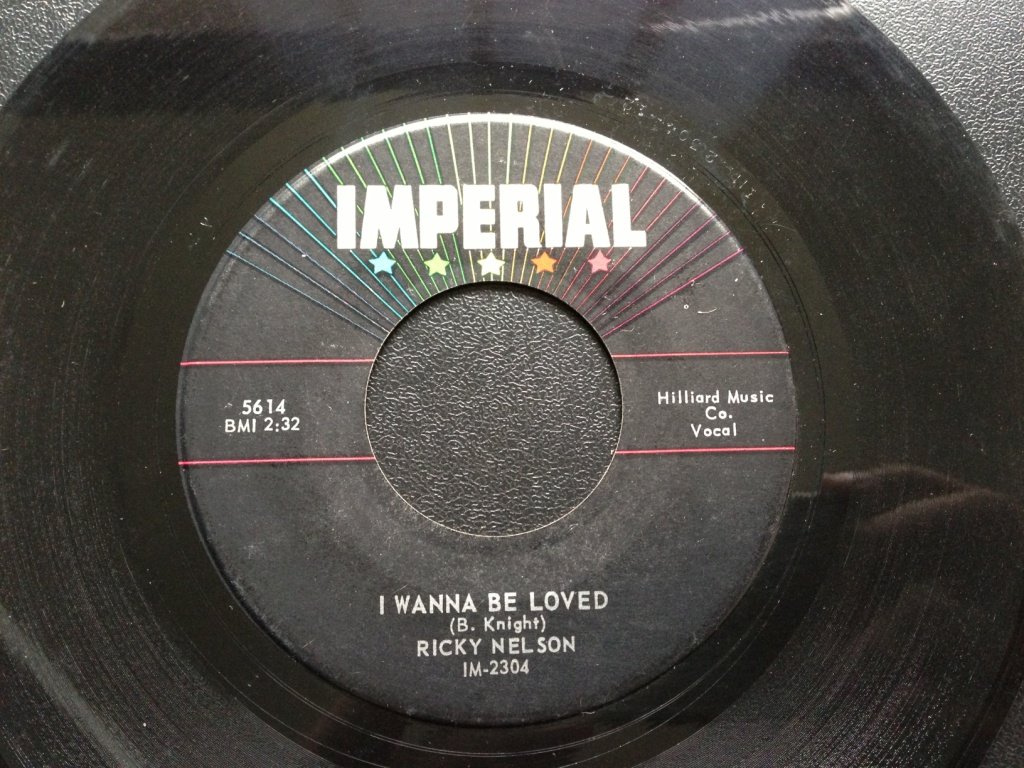 IMPERIAL
5614
BMI 2:32
Hilliard Music
Co.
Vocal
I WANNA BE LOVED
(B. Knight)
RICKY NELSON
IM-2304